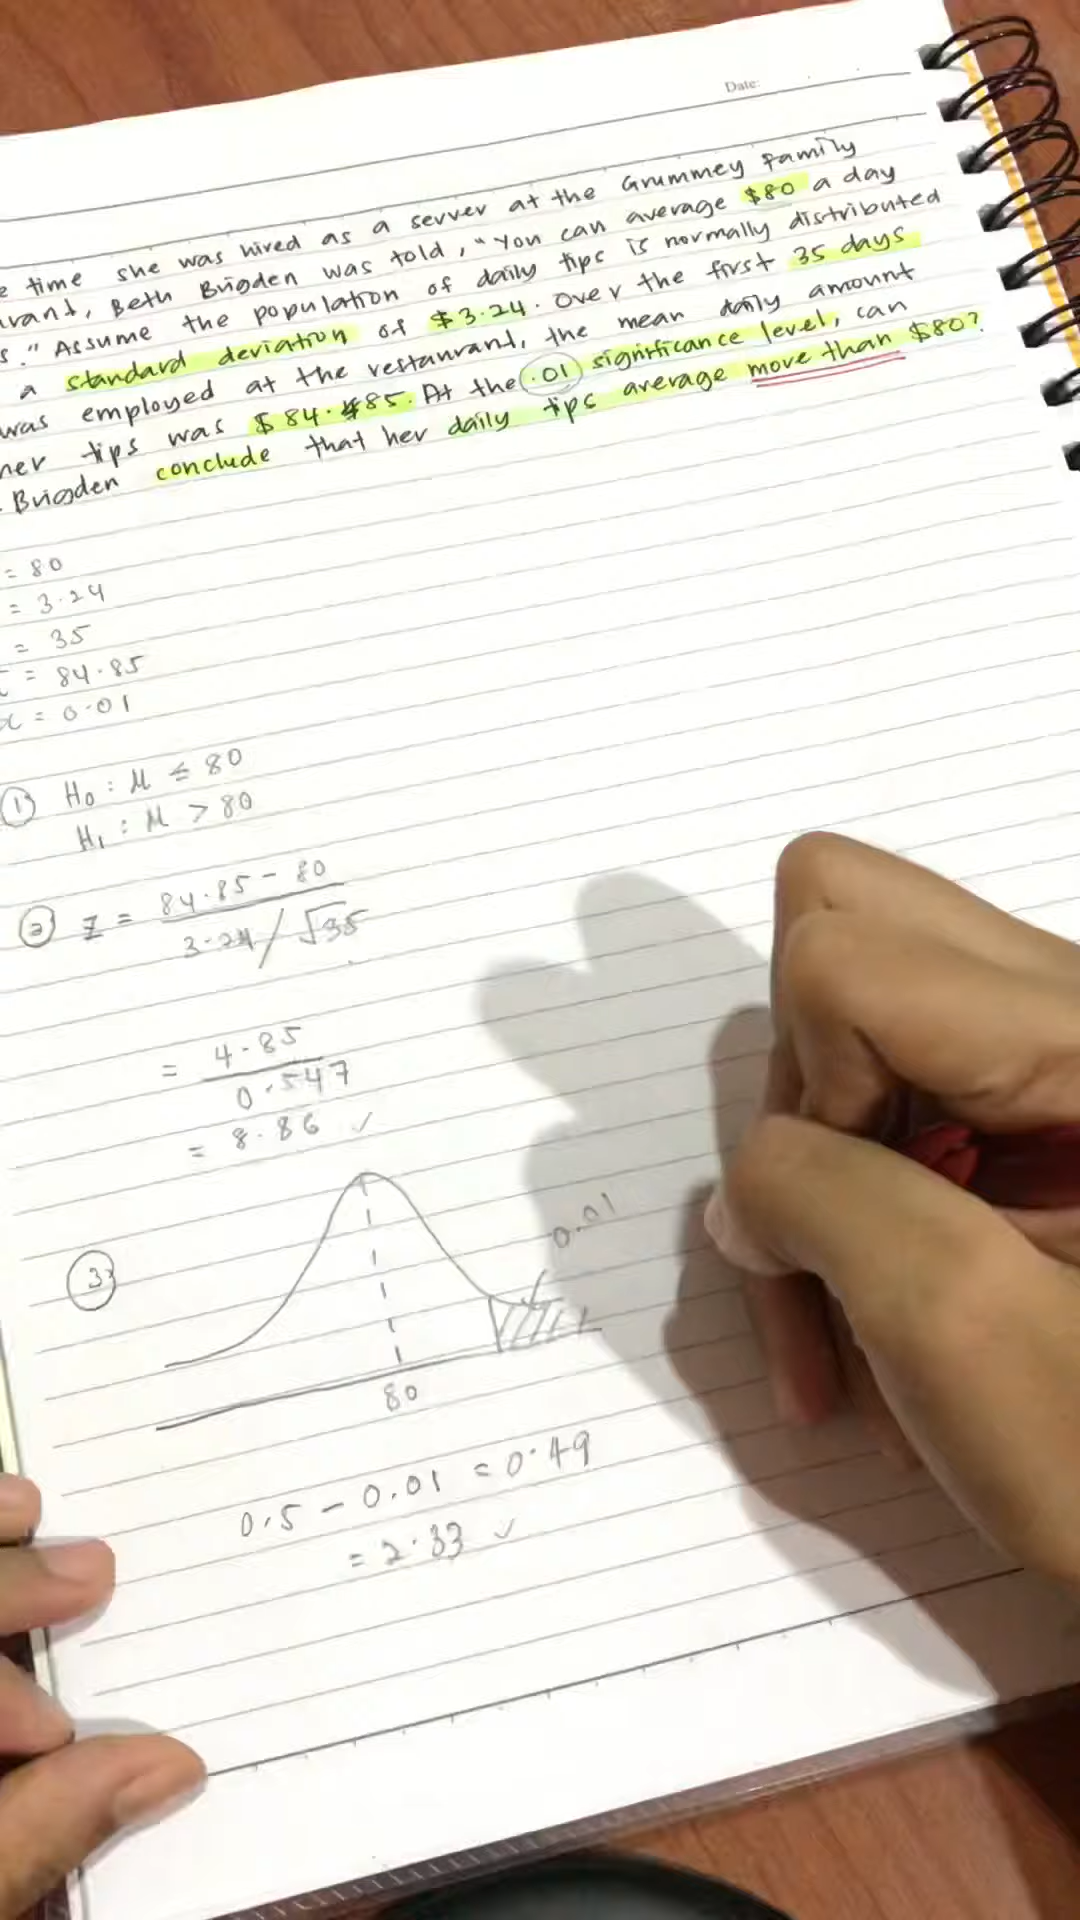 Date:
time she was hired as a server at the Grummey Family
Beth Brigden was told, "You can average $80 a day
." Assume the population of daily tips is normally distributed
a standard deviation of $3.24. Over the first 35 days
was employed at the restaurant, the mean daily amount
tips was $84.85. At the .01 significance level, can
Brigden conclude that her daily tips average more than $80?
= 80
= 3.24
= 35
= 84.85
= 0.01
① H₀ : μ ≤ 80
H₁ : μ > 80
② Z = 84.85 - 80
3.24 / √35
= 4.85
0.547
= 8.86 ✓
0.01
③
80
0.5 - 0.01 = 0.49
= 2.33 ✓